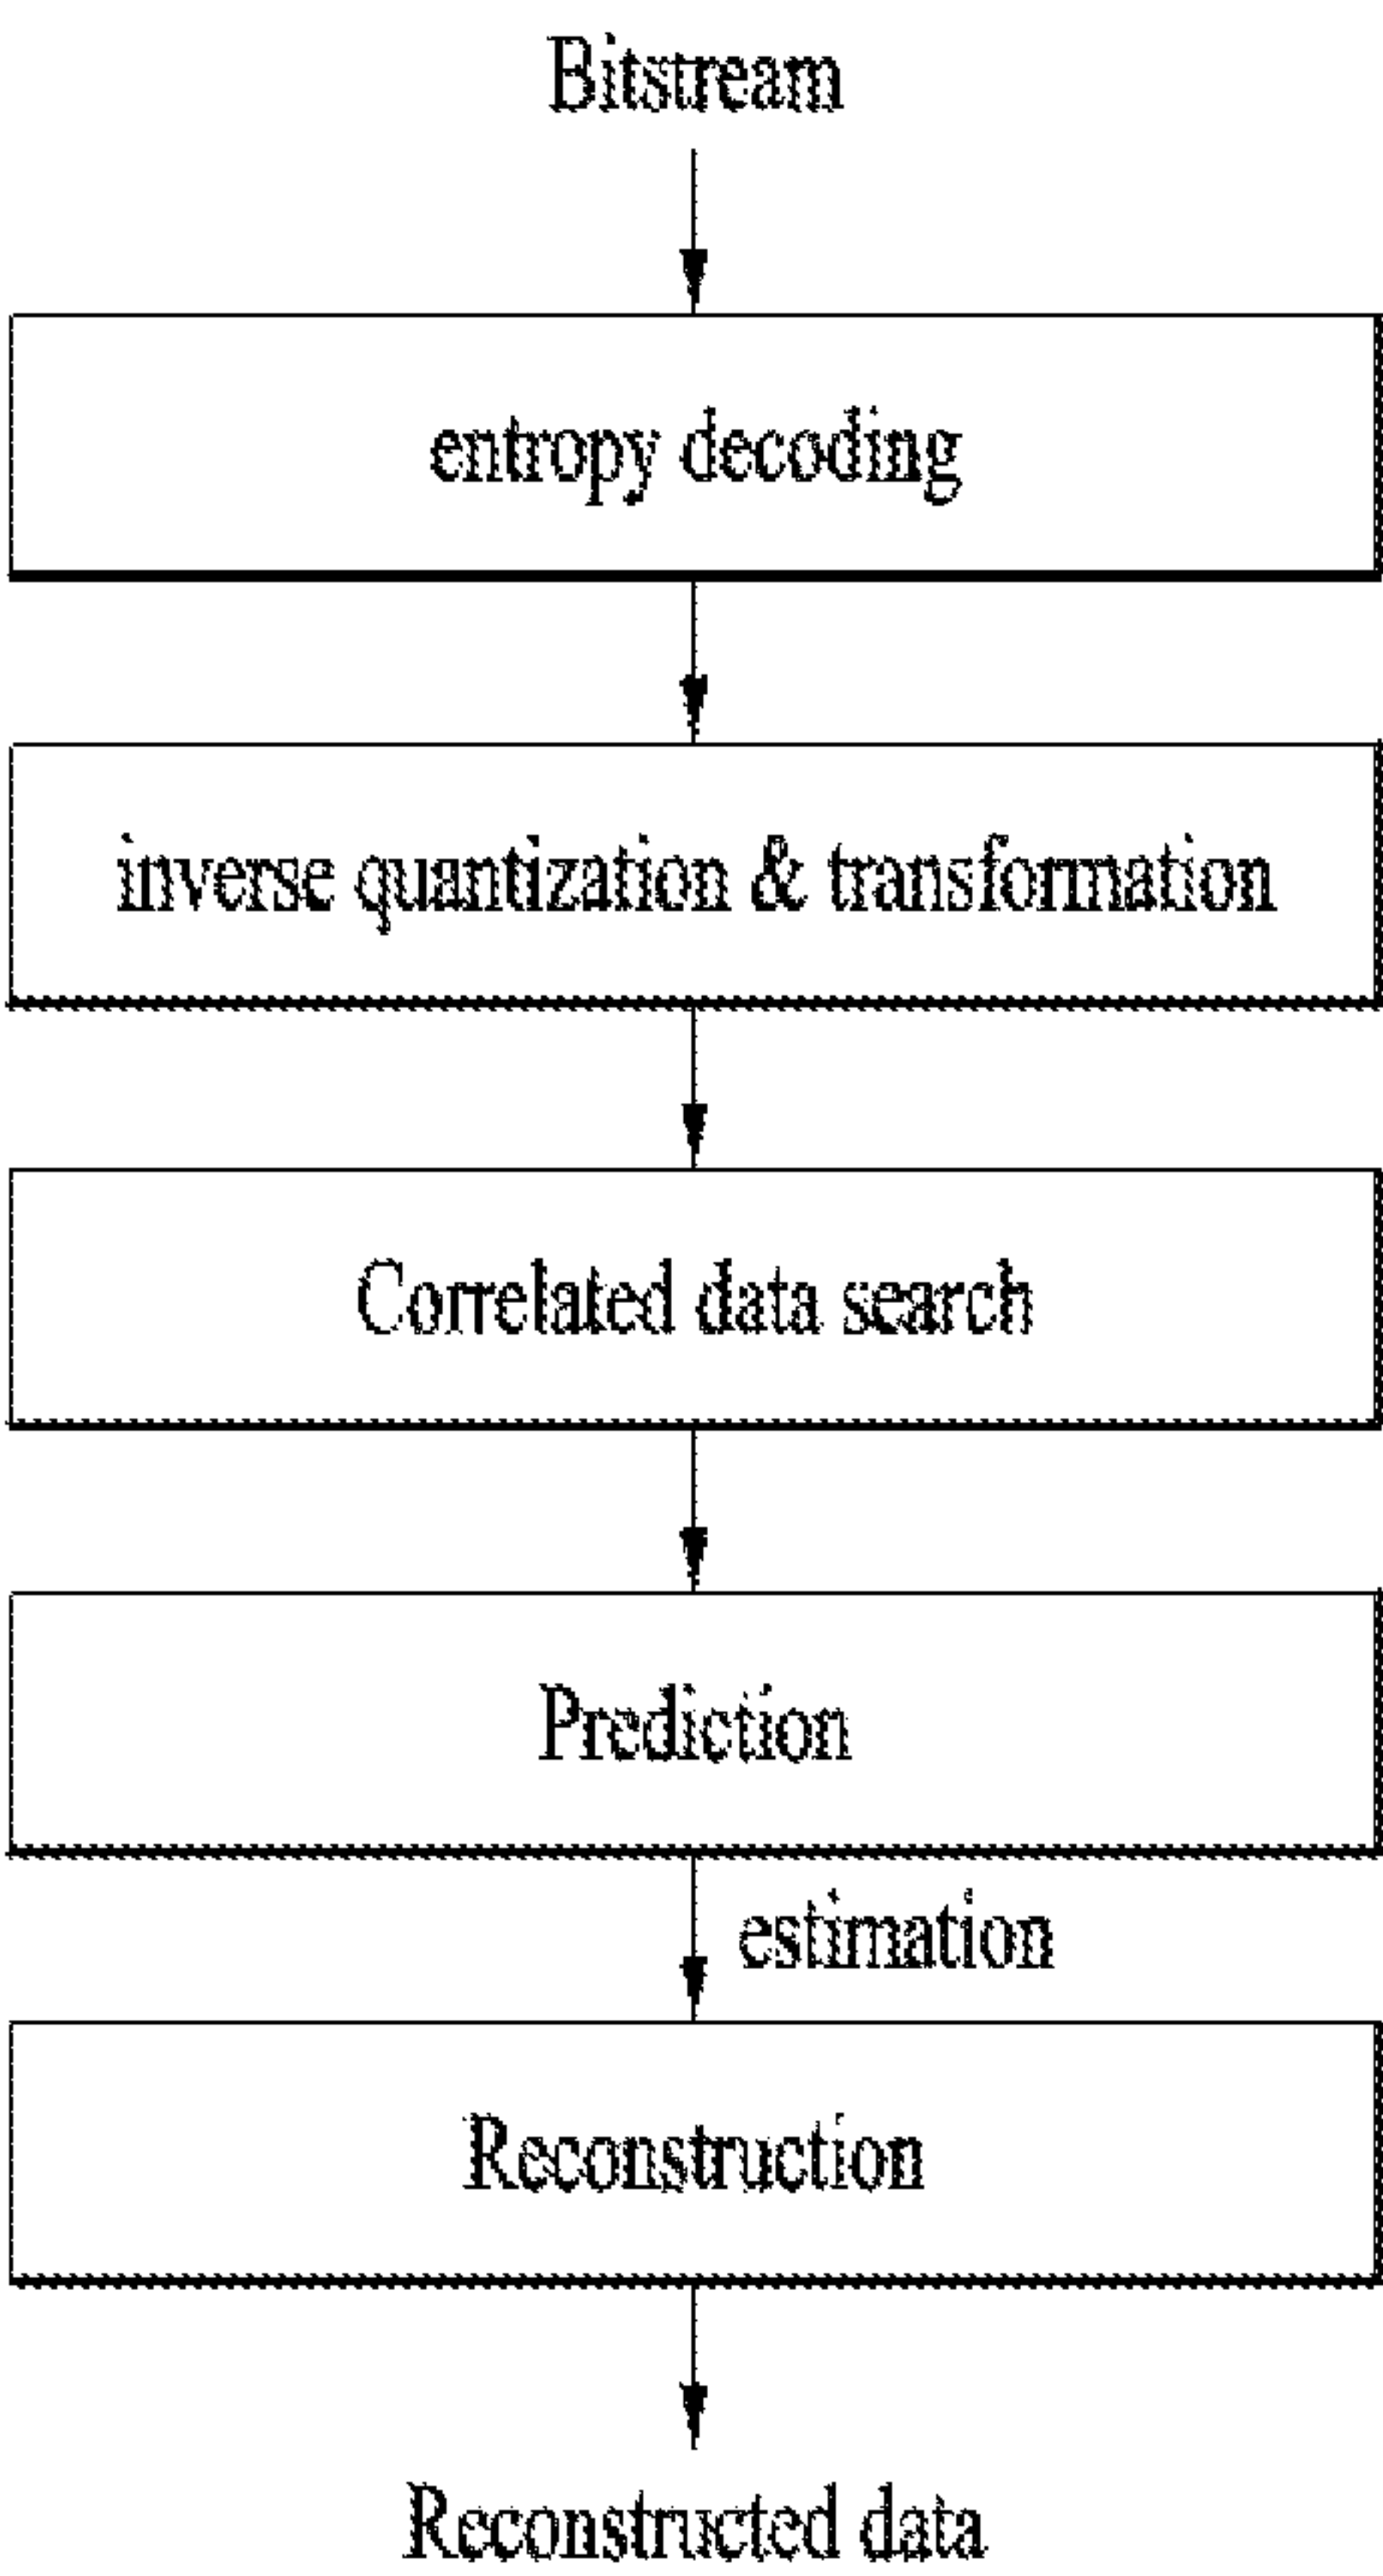 Bitstream
entropy decoding
inverse quantization & transformation
Correlated data search
Prediction
estimation
Reconstruction
Reconstructed data